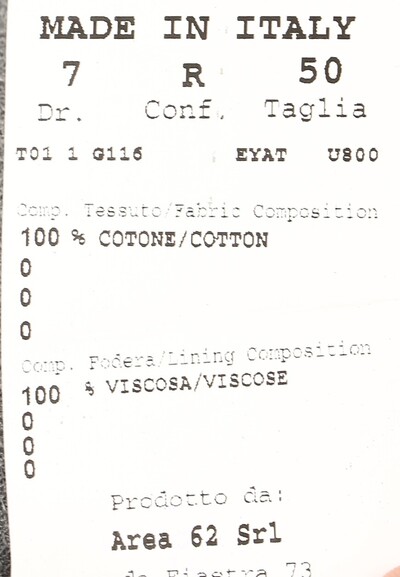 MADE IN ITALY
7 R 50
Dr. Conf. Taglia
T01 1 G116 EYAT U800
Comp. Tessuto/Fabric Composition
100 % COTONE/COTTON
0
0
0
Comp. Fodera/Lining Composition
100 % VISCOSA/VISCOSE
0
0
0
Prodotto da:
Area 62 Srl
Fiastra 73